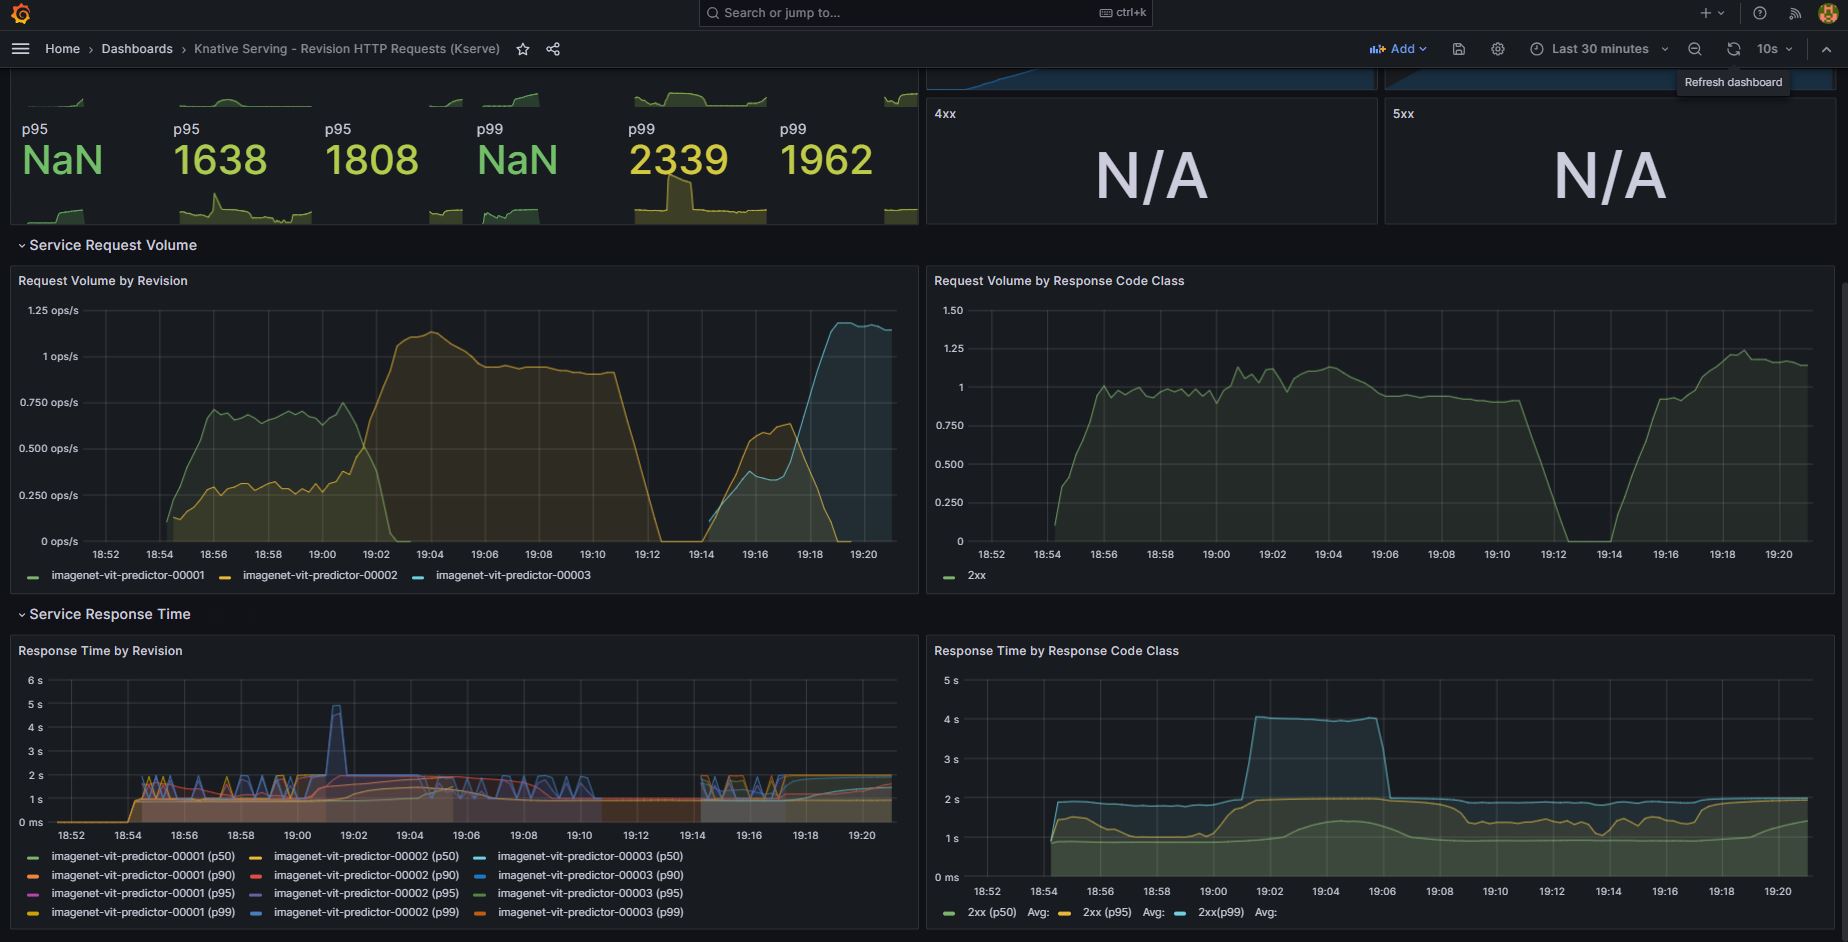 Search or jump to...
ctrl+k
Home › Dashboards › Knative Serving - Revision HTTP Requests (Kserve)
Add
Last 30 minutes
10s
Refresh dashboard
p95
NaN
p95
1638
p95
1808
p99
NaN
p99
2339
p99
1962
4xx
N/A
5xx
N/A
Service Request Volume
Request Volume by Revision
1.25 ops/s
1 ops/s
0.750 ops/s
0.500 ops/s
0.250 ops/s
0 ops/s
18:52 18:54 18:56 18:58 19:00 19:02 19:04 19:06 19:08 19:10 19:12 19:14 19:16 19:18 19:20
imagenet-vit-predictor-00001 imagenet-vit-predictor-00002 imagenet-vit-predictor-00003
Request Volume by Response Code Class
1.50
1.25
1
0.750
0.500
0.250
0
18:52 18:54 18:56 18:58 19:00 19:02 19:04 19:06 19:08 19:10 19:12 19:14 19:16 19:18 19:20
2xx
Service Response Time
Response Time by Revision
6 s
5 s
4 s
3 s
2 s
1 s
0 ms
18:52 18:54 18:56 18:58 19:00 19:02 19:04 19:06 19:08 19:10 19:12 19:14 19:16 19:18 19:20
imagenet-vit-predictor-00001 (p50) imagenet-vit-predictor-00002 (p50) imagenet-vit-predictor-00003 (p50)
imagenet-vit-predictor-00001 (p90) imagenet-vit-predictor-00002 (p90) imagenet-vit-predictor-00003 (p90)
imagenet-vit-predictor-00001 (p95) imagenet-vit-predictor-00002 (p95) imagenet-vit-predictor-00003 (p95)
imagenet-vit-predictor-00001 (p99) imagenet-vit-predictor-00002 (p99) imagenet-vit-predictor-00003 (p99)
Response Time by Response Code Class
5 s
4 s
3 s
2 s
1 s
0 ms
18:52 18:54 18:56 18:58 19:00 19:02 19:04 19:06 19:08 19:10 19:12 19:14 19:16 19:18 19:20
2xx (p50) Avg: 2xx (p95) Avg: 2xx(p99) Avg: